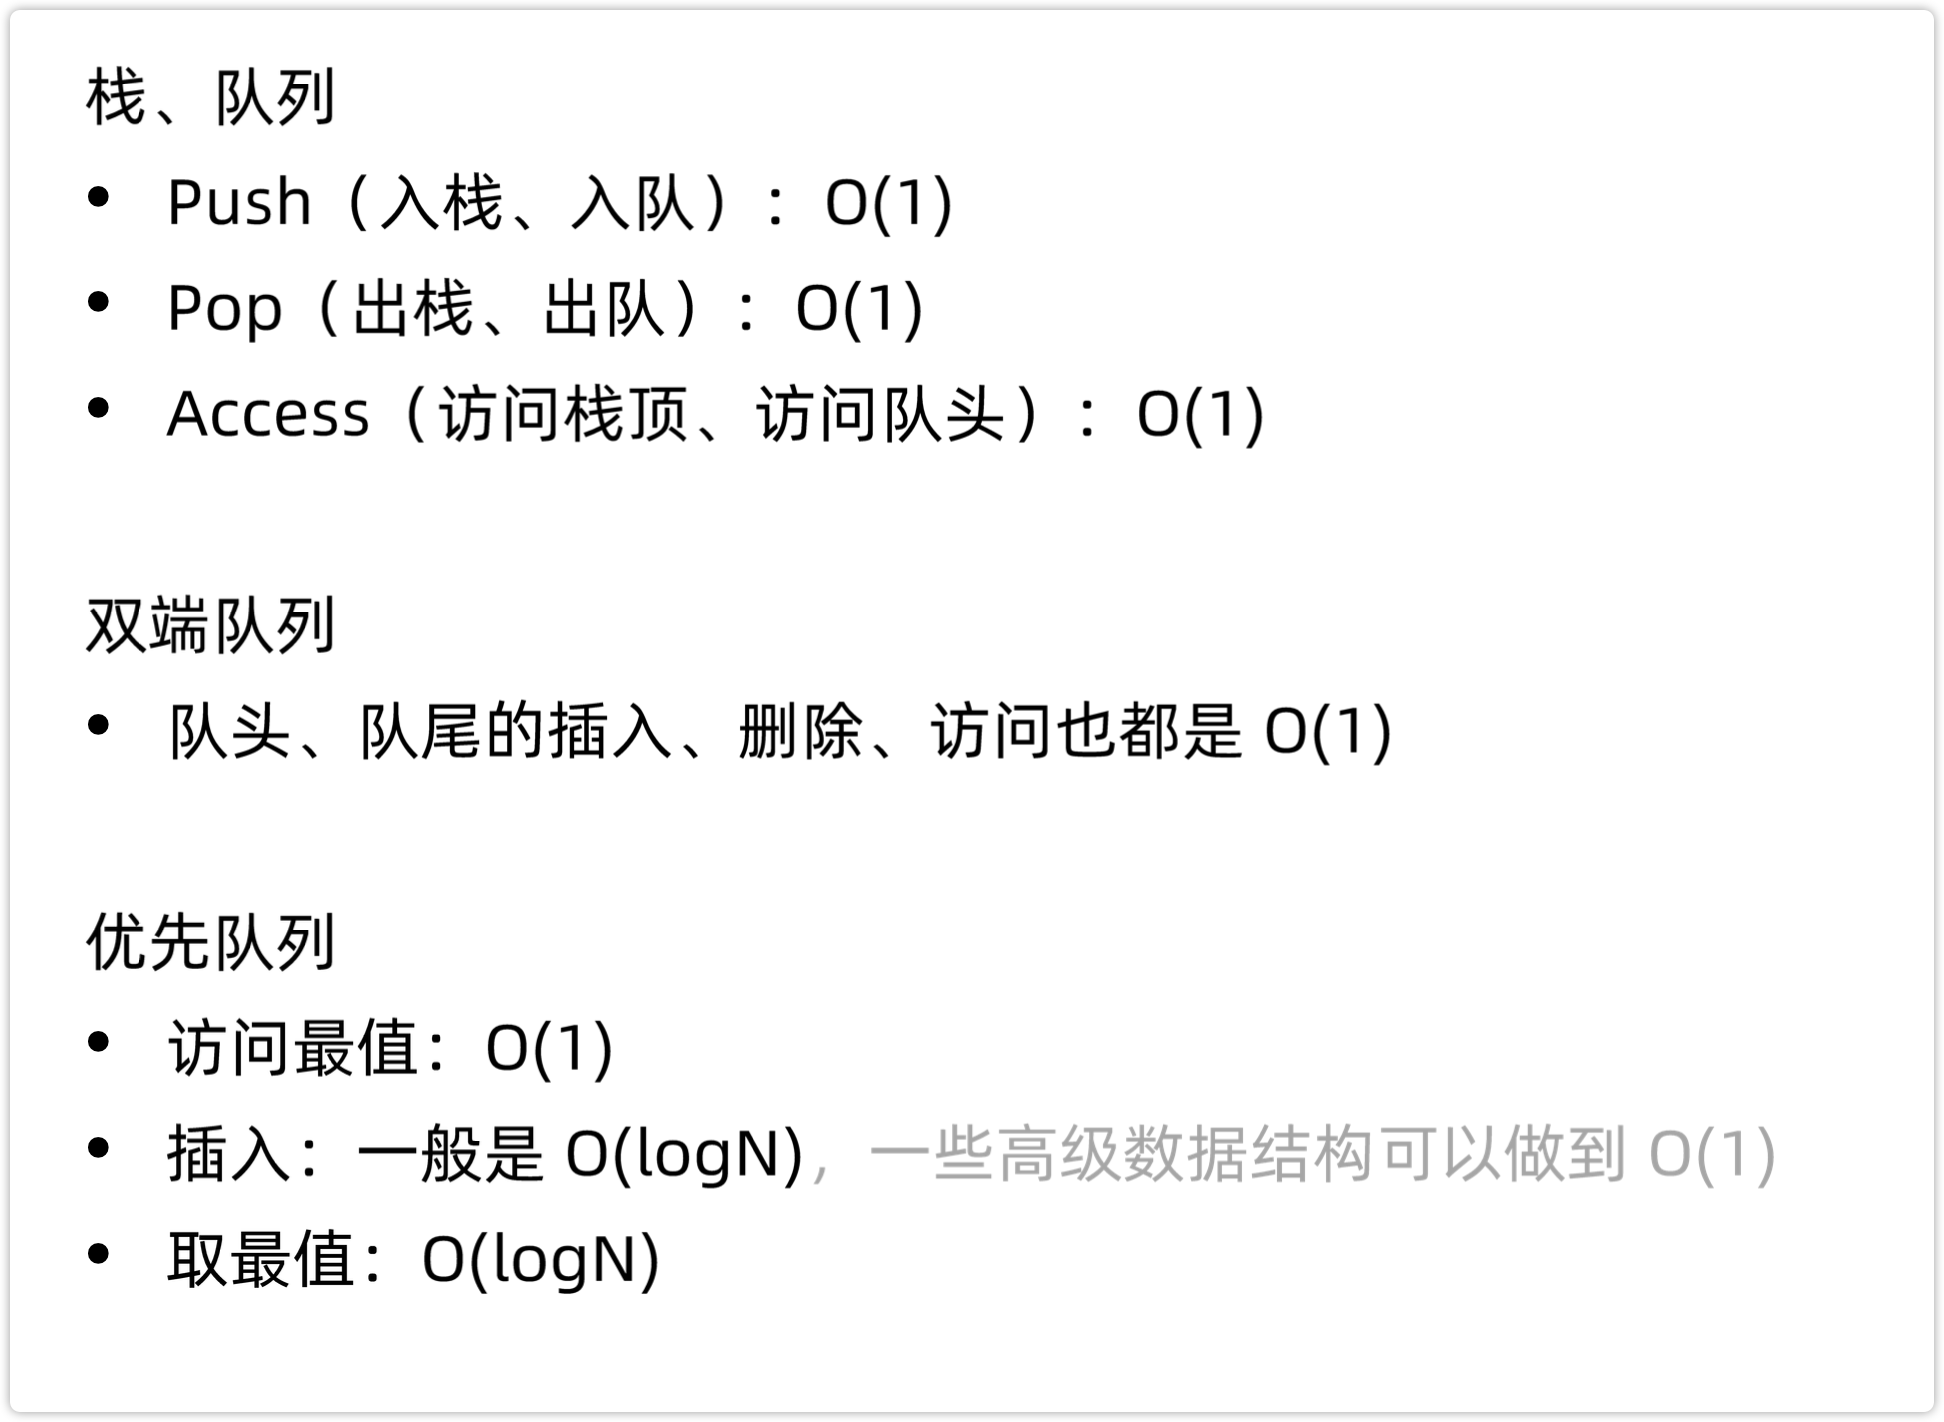 栈、队列
• Push（入栈、入队）：O(1)
• Pop（出栈、出队）：O(1)
• Access（访问栈顶、访问队头）：O(1)
双端队列
• 队头、队尾的插入、删除、访问也都是 O(1)
优先队列
• 访问最值：O(1)
• 插入：一般是 O(logN)，一些高级数据结构可以做到 O(1)
• 取最值：O(logN)